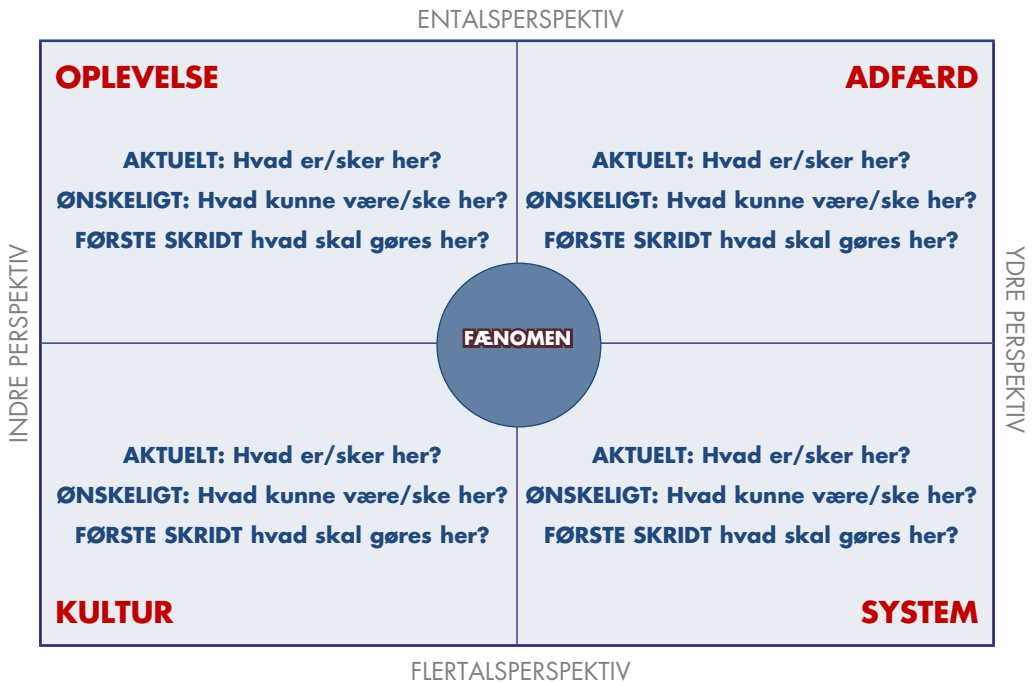 ENTALSPERSPEKTIV
OPLEVELSE
AKTUELT: Hvad er/sker her?
ØNSKELIGT: Hvad kunne være/ske her?
FØRSTE SKRIDT hvad skal gøres her?
ADFÆRD
AKTUELT: Hvad er/sker her?
ØNSKELIGT: Hvad kunne være/ske her?
FØRSTE SKRIDT hvad skal gøres her?
INDRE PERSPEKTIV
FÆNOMEN
YDRE PERSPEKTIV
AKTUELT: Hvad er/sker her?
ØNSKELIGT: Hvad kunne være/ske her?
FØRSTE SKRIDT hvad skal gøres her?
KULTUR
AKTUELT: Hvad er/sker her?
ØNSKELIGT: Hvad kunne være/ske her?
FØRSTE SKRIDT hvad skal gøres her?
SYSTEM
FLERTALSPERSPEKTIV